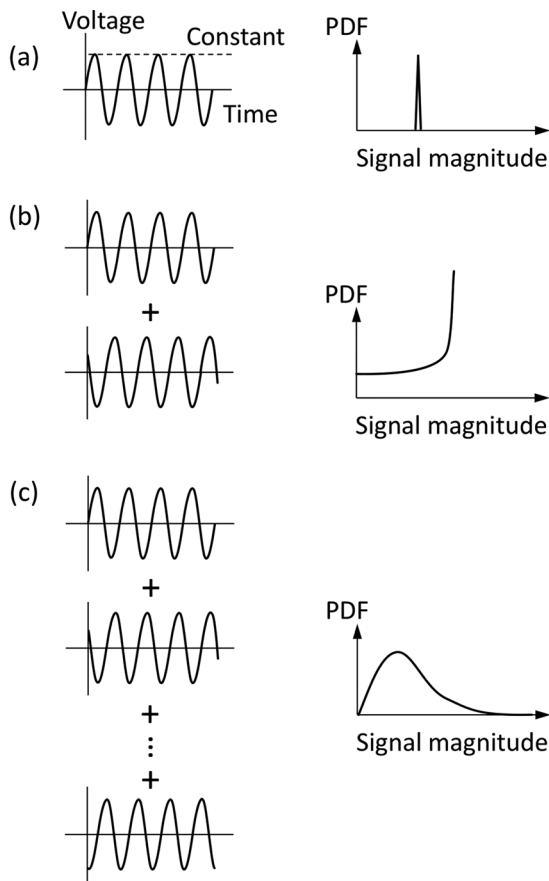 Voltage
(a)
Constant
Time
PDF
Signal magnitude
(b)
+
PDF
Signal magnitude
(c)
+
+
+
PDF
Signal magnitude